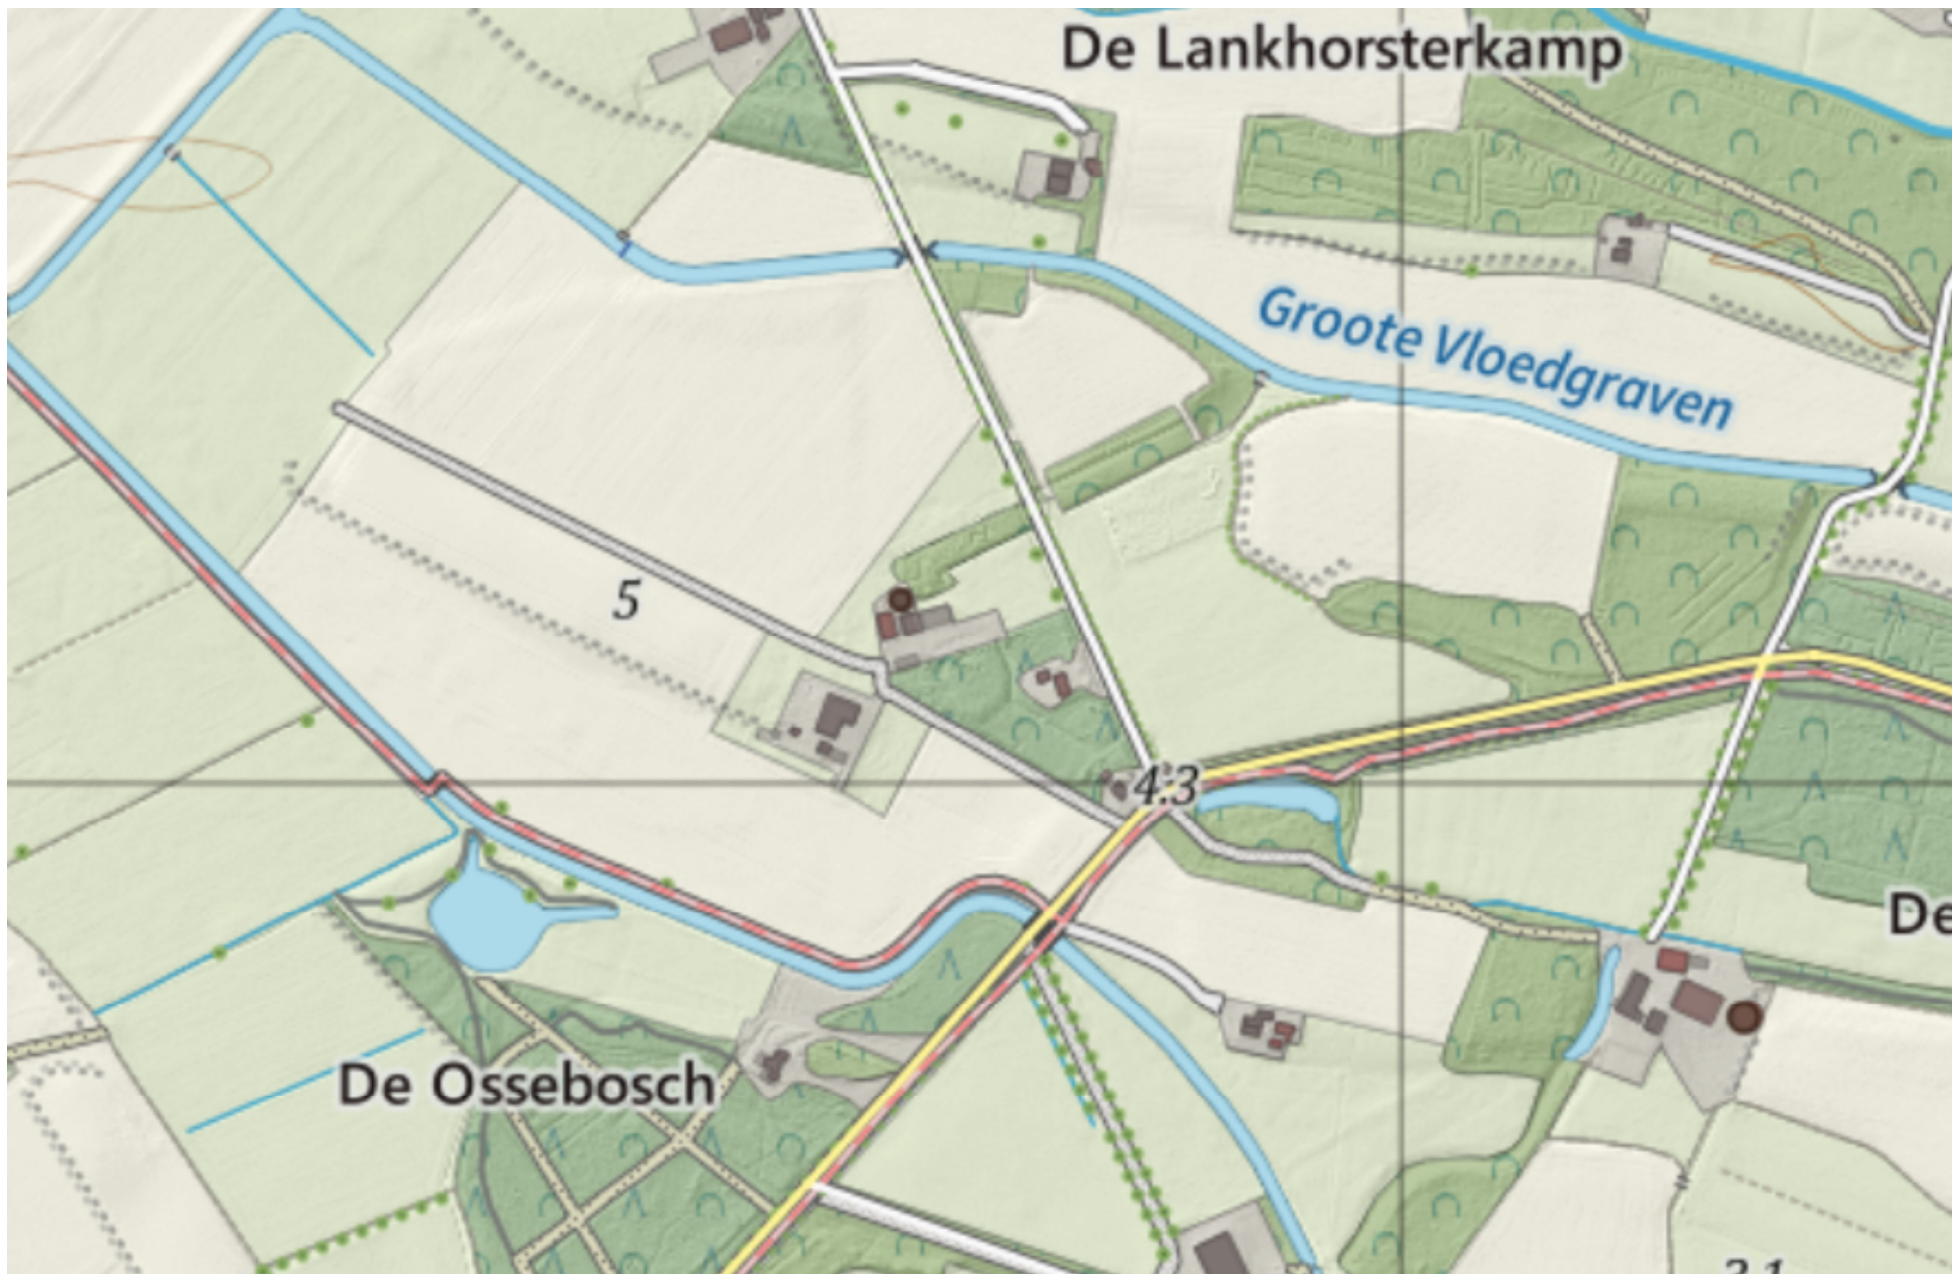 De Lankhorsterkamp
Groote Vloedgraven
5
4.3
De
De Ossebosch